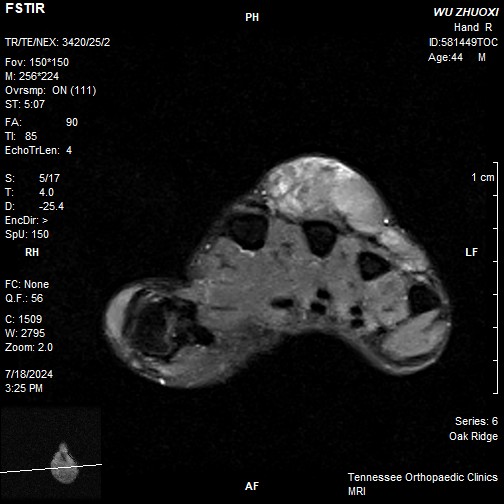 FSTIR
PH
WU ZHUOXI
Hand R
TR/TE/NEX: 3420/25/2
ID:581449TOC
Age:44 M
Fov: 150*150
M: 256*224
Ovrsmp: ON (111)
ST: 5:07
FA: 90
TI: 85
EchoTrLen: 4
S: 5/17
T: 4.0
D: -25.4
EncDir: >
SpU: 150
1 cm
RH
LF
FC: None
Q.F.: 56
C: 1509
W: 2795
Zoom: 2.0
7/18/2024
3:25 PM
Series: 6
Oak Ridge
Tennessee Orthopaedic Clinics
MRI
AF